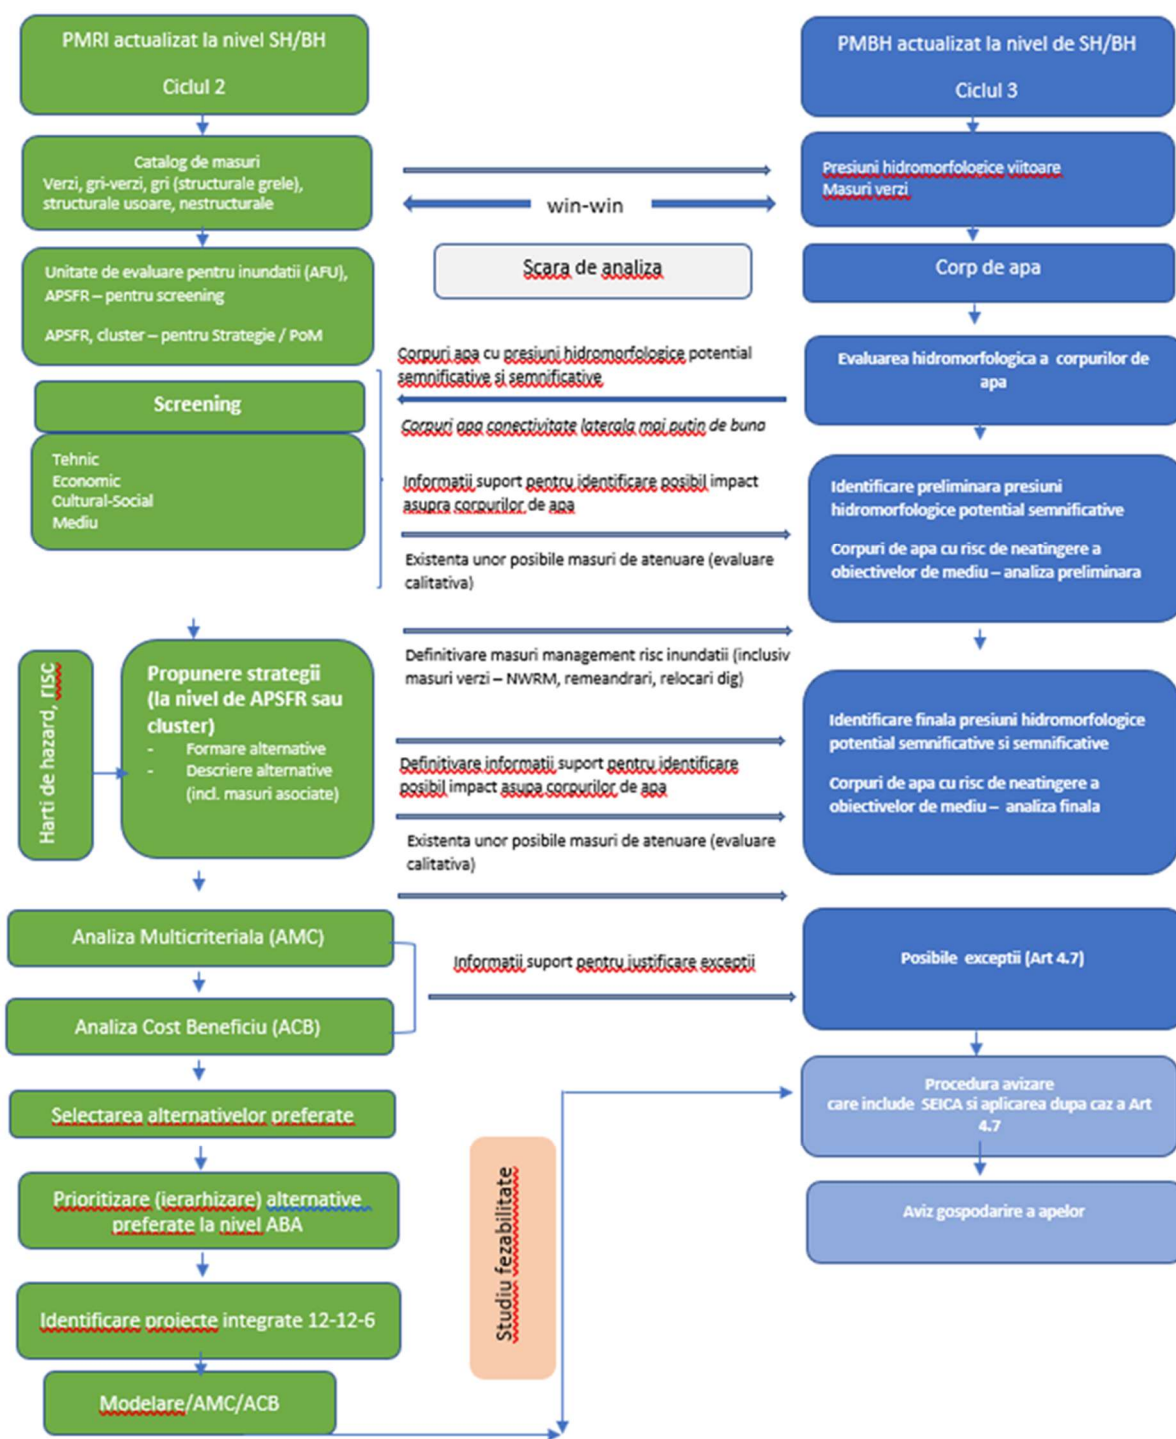 PMRI actualizat la nivel SH/BH
Ciclul 2
PMBH actualizat la nivel de SH/BH
Ciclul 3
Catalog de masuri
Verzi, gri-verzi, gri (structurale grele),
structurale usoare, nestructurale
win-win
Presiuni hidromorfologice viitoare
Masuri verzi
Unitate de evaluare pentru inundatii (AFU),
APSFR – pentru screening
APSFR, cluster – pentru Strategie / PoM
Scara de analiza
Corp de apa
Corpuri apa cu presiuni hidromorfologice potential
semnificative si semnificative
Corpuri apa conectivitate laterala mai putin de buna
Informatii suport pentru identificare posibil impact
asupra corpurilor de apa
Existenta unor posibile masuri de atenuare (evaluare
calitativa)
Evaluarea hidromorfologica a corpurilor de
apa
Screening
Tehnic
Economic
Cultural-Social
Mediu
Identificare preliminara presiuni
hidromorfologice potential semnificative
Corpuri de apa cu risc de neatingere a
obiectivelor de mediu – analiza preliminara
Harti de hazard, risc
Propunere strategii
(la nivel de APSFR sau
cluster)
- Formare alternative
- Descriere alternative
(incl. masuri asociate)
Definitivare masuri management risc inundatii (inclusiv
masuri verzi – NWRM, remeandrari, relocari dig)
Definitivare informatii suport pentru identificare
posibil impact asupa corpurilor de apa
Existenta unor posibile masuri de atenuare (evaluare
calitativa)
Identificare finala presiuni hidromorfologice
potential semnificative si semnificative
Corpuri de apa cu risc de neatingere a
obiectivelor de mediu – analiza finala
Analiza Multicriteriala (AMC)
Analiza Cost Beneficiu (ACB)
Informatii suport pentru justificare exceptii
Posibile exceptii (Art 4.7)
Selectarea alternativelor preferate
Prioritizare (ierarhizare) alternative
preferate la nivel ABA
Identificare proiecte integrate 12-12-6
Modelare/AMC/ACB
Studiu fezabilitate
Procedura avizare
care include SEICA si aplicarea dupa caz a Art
4.7
Aviz gospodarire a apelor